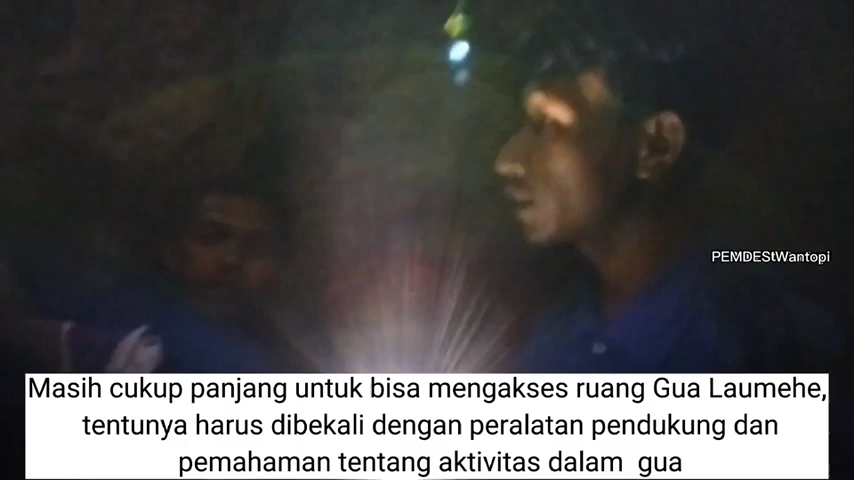 PEMDEStWantopi
Masih cukup panjang untuk bisa mengakses ruang Gua Laumehe,
tentunya harus dibekali dengan peralatan pendukung dan
pemahaman tentang aktivitas dalam  gua